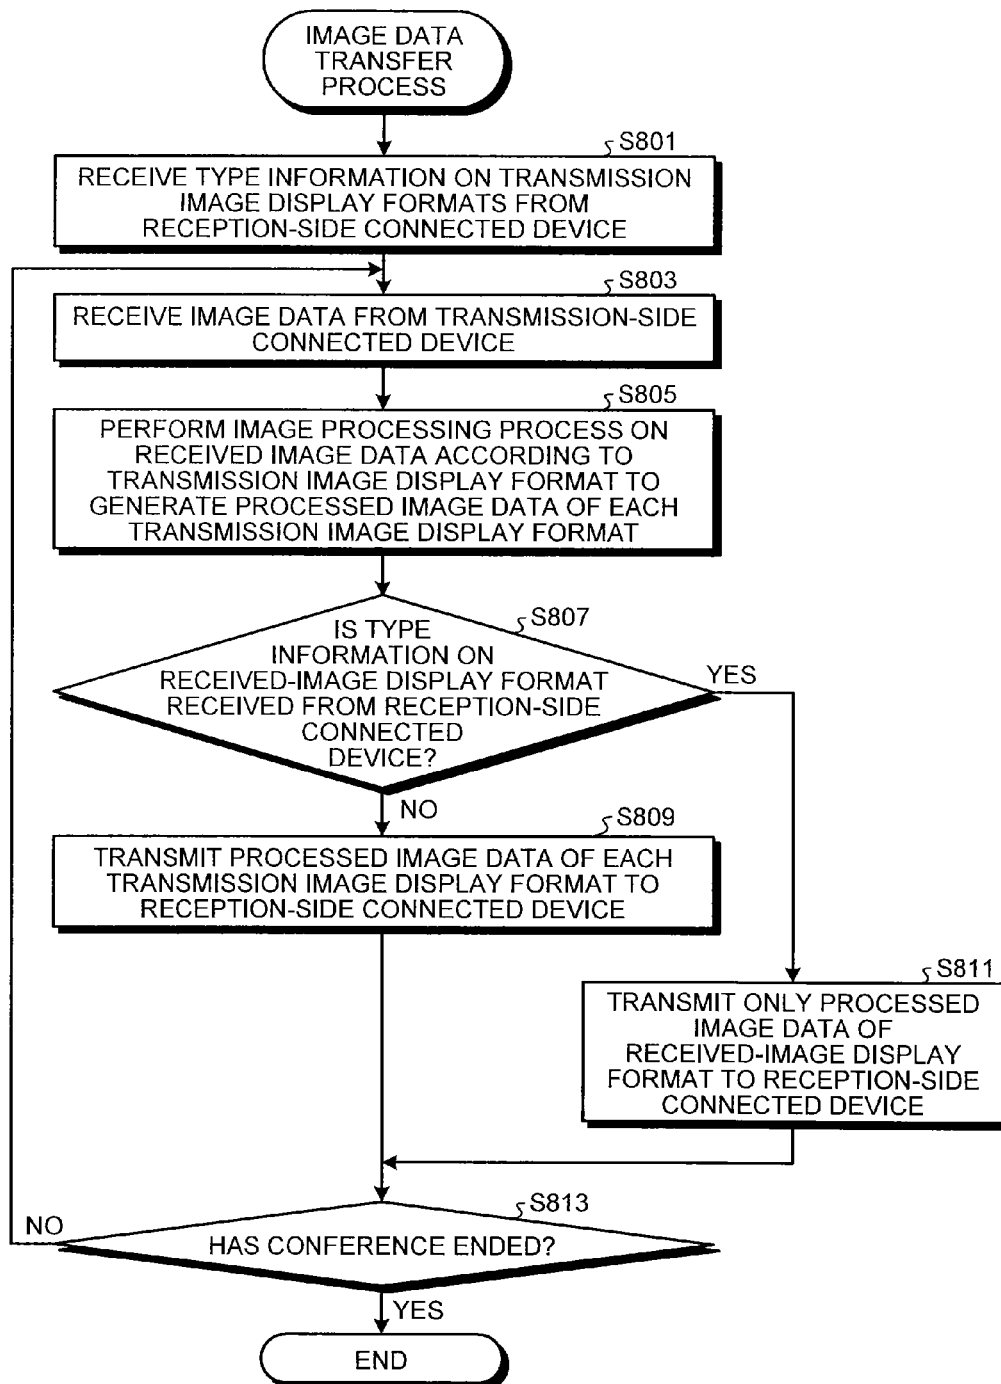 IMAGE DATA
TRANSFER
PROCESS
S801
RECEIVE TYPE INFORMATION ON TRANSMISSION
IMAGE DISPLAY FORMATS FROM
RECEPTION-SIDE CONNECTED DEVICE
S803
RECEIVE IMAGE DATA FROM TRANSMISSION-SIDE
CONNECTED DEVICE
S805
PERFORM IMAGE PROCESSING PROCESS ON
RECEIVED IMAGE DATA ACCORDING TO
TRANSMISSION IMAGE DISPLAY FORMAT TO
GENERATE PROCESSED IMAGE DATA OF EACH
TRANSMISSION IMAGE DISPLAY FORMAT
S807
IS TYPE
INFORMATION ON
RECEIVED-IMAGE DISPLAY FORMAT
RECEIVED FROM RECEPTION-SIDE
CONNECTED
DEVICE?
YES
NO
S809
TRANSMIT PROCESSED IMAGE DATA OF EACH
TRANSMISSION IMAGE DISPLAY FORMAT TO
RECEPTION-SIDE CONNECTED DEVICE
S811
TRANSMIT ONLY PROCESSED
IMAGE DATA OF
RECEIVED-IMAGE DISPLAY
FORMAT TO RECEPTION-SIDE
CONNECTED DEVICE
S813
NO
HAS CONFERENCE ENDED?
YES
END